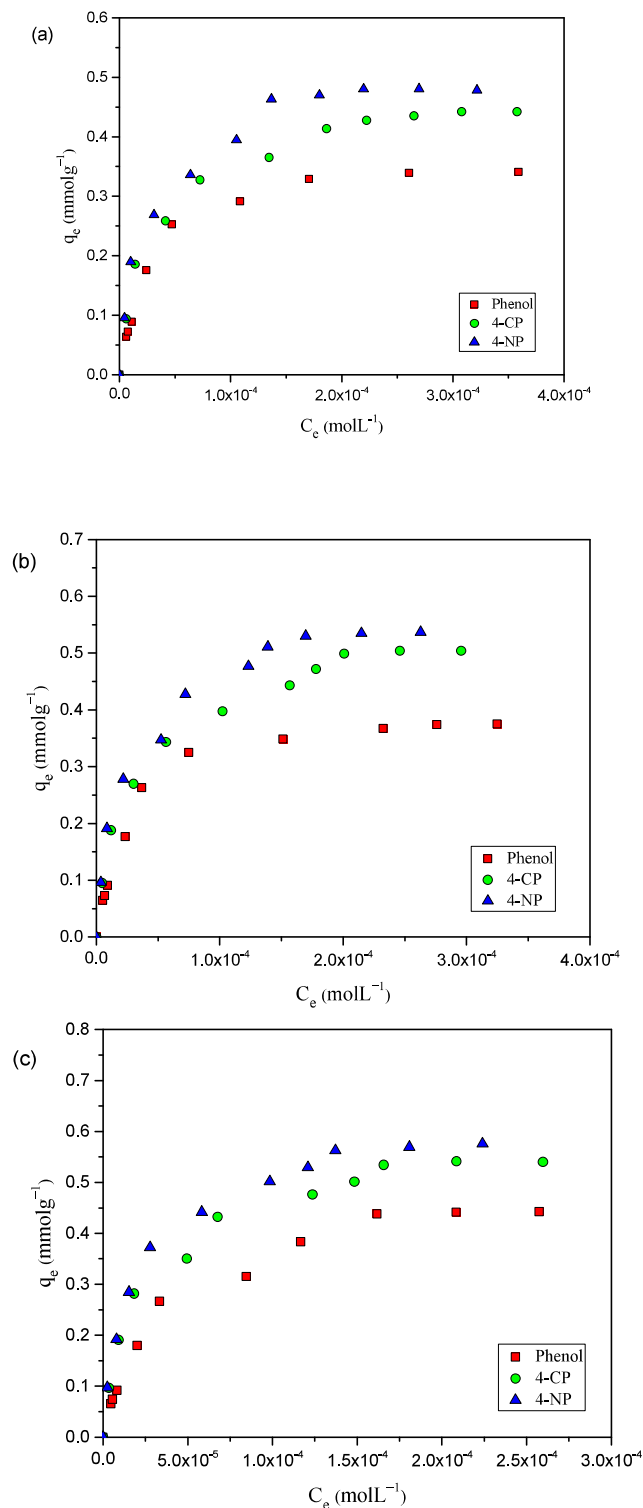 (a)
0.6
0.5
0.4
0.3
0.2
0.1
0.0
qₑ (mmolg⁻¹)
Phenol
4-CP
4-NP
0.0 1.0x10⁻⁴ 2.0x10⁻⁴ 3.0x10⁻⁴ 4.0x10⁻⁴
Cₑ (molL⁻¹)
(b)
0.7
0.6
0.5
0.4
0.3
0.2
0.1
0.0
qₑ (mmolg⁻¹)
Phenol
4-CP
4-NP
0.0 1.0x10⁻⁴ 2.0x10⁻⁴ 3.0x10⁻⁴ 4.0x10⁻⁴
Cₑ (molL⁻¹)
(c)
0.8
0.7
0.6
0.5
0.4
0.3
0.2
0.1
0.0
qₑ (mmolg⁻¹)
Phenol
4-CP
4-NP
0.0 5.0x10⁻⁵ 1.0x10⁻⁴ 1.5x10⁻⁴ 2.0x10⁻⁴ 2.5x10⁻⁴ 3.0x10⁻⁴
Cₑ (molL⁻¹)